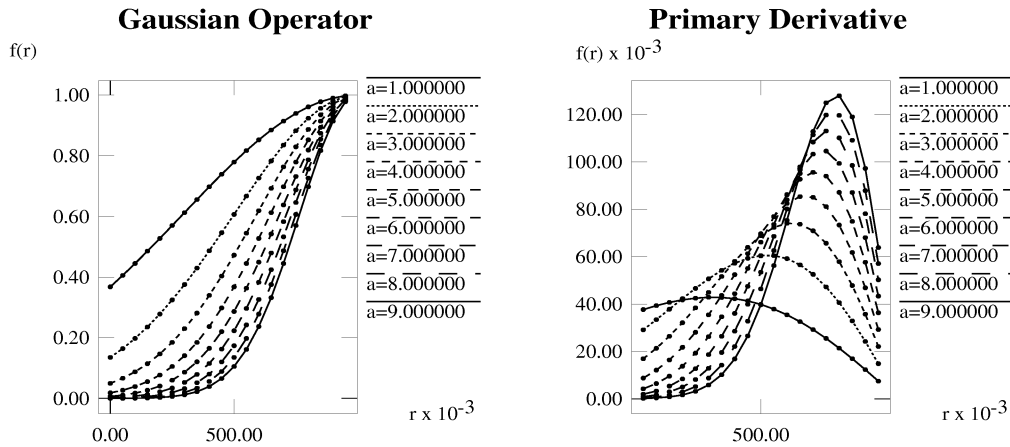 Gaussian Operator
f(r)
1.00
0.80
0.60
0.40
0.20
0.00
0.00 500.00
r x 10-3
a=1.000000
a=2.000000
a=3.000000
a=4.000000
a=5.000000
a=6.000000
a=7.000000
a=8.000000
a=9.000000
Primary Derivative
f(r) x 10-3
120.00
100.00
80.00
60.00
40.00
20.00
0.00
500.00
r x 10-3
a=1.000000
a=2.000000
a=3.000000
a=4.000000
a=5.000000
a=6.000000
a=7.000000
a=8.000000
a=9.000000